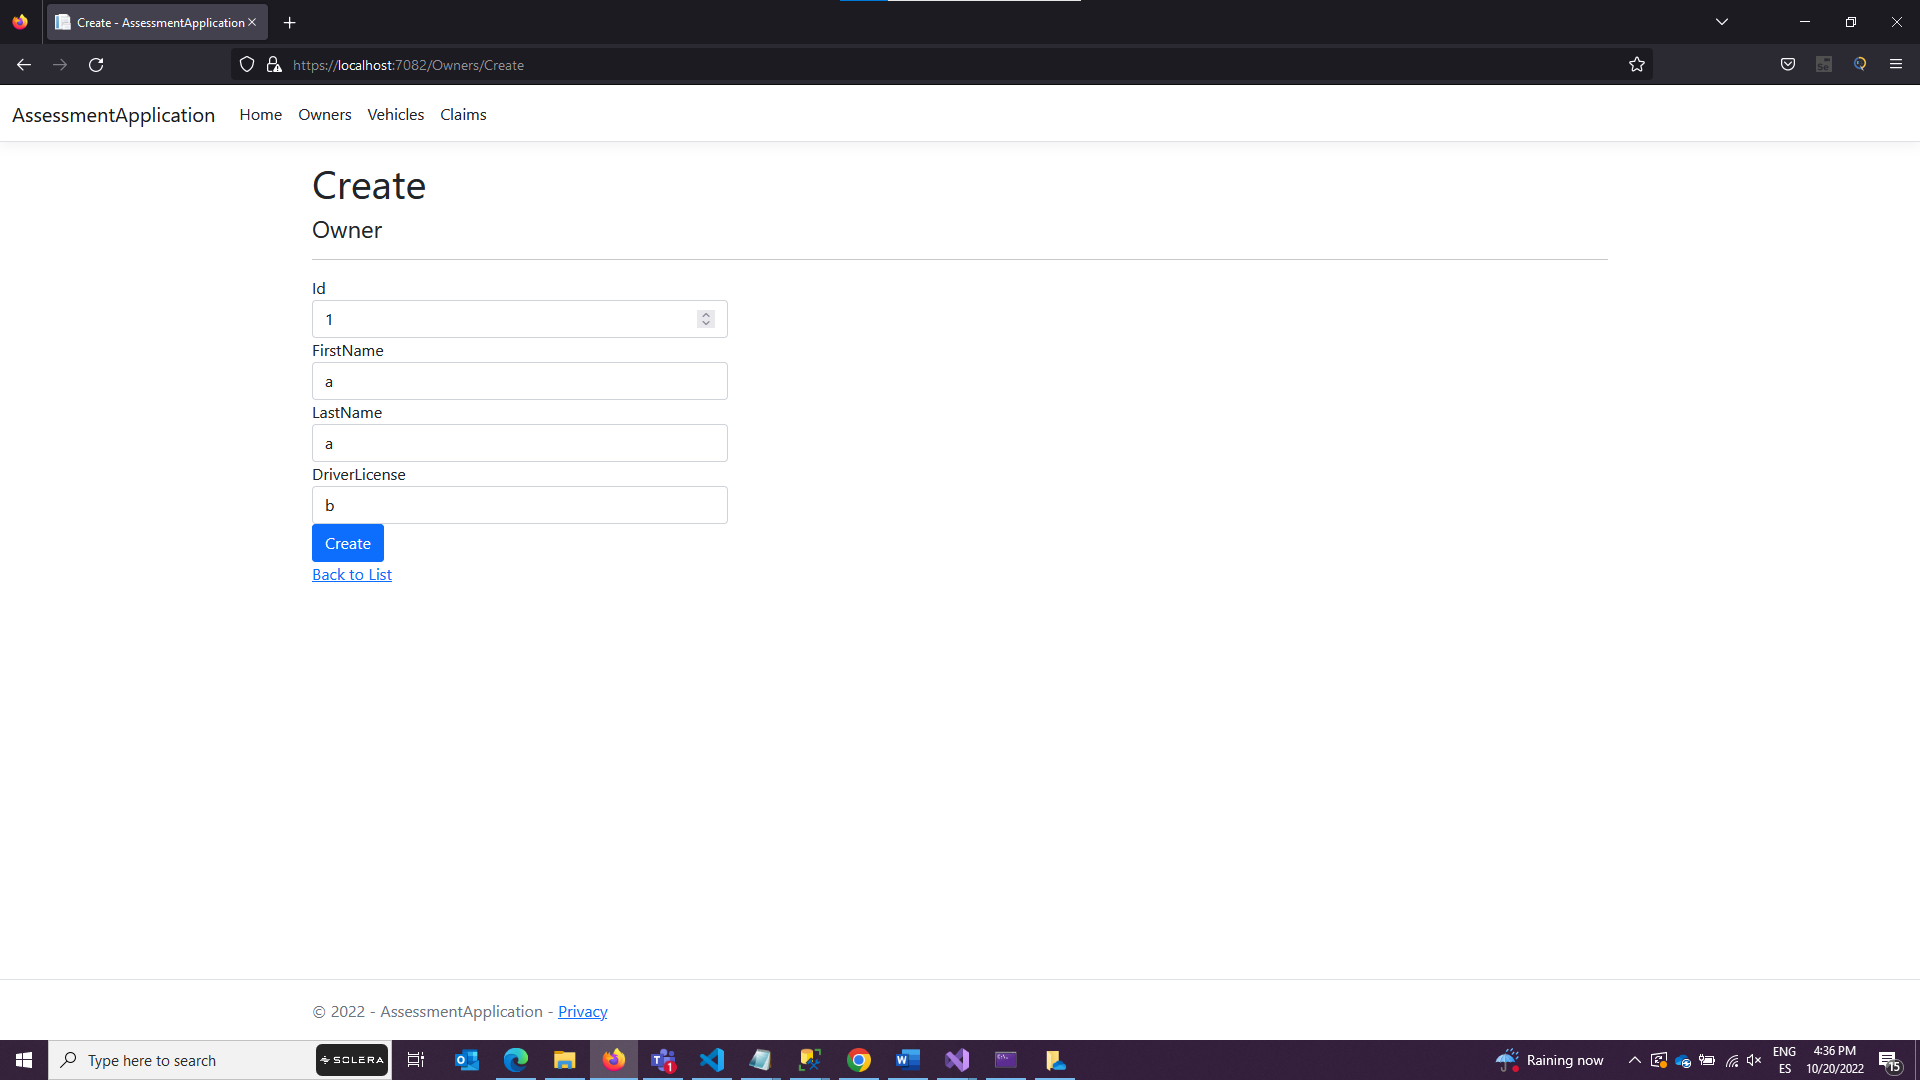 Create - AssessmentApplication
https://localhost:7082/Owners/Create
AssessmentApplication Home Owners Vehicles Claims
Create
Owner
Id
1
FirstName
a
LastName
a
DriverLicense
b
Create
Back to List
© 2022 - AssessmentApplication - Privacy
Type here to search
SOLERA
1
Raining now
ENG
ES
4:36 PM
10/20/2022
15